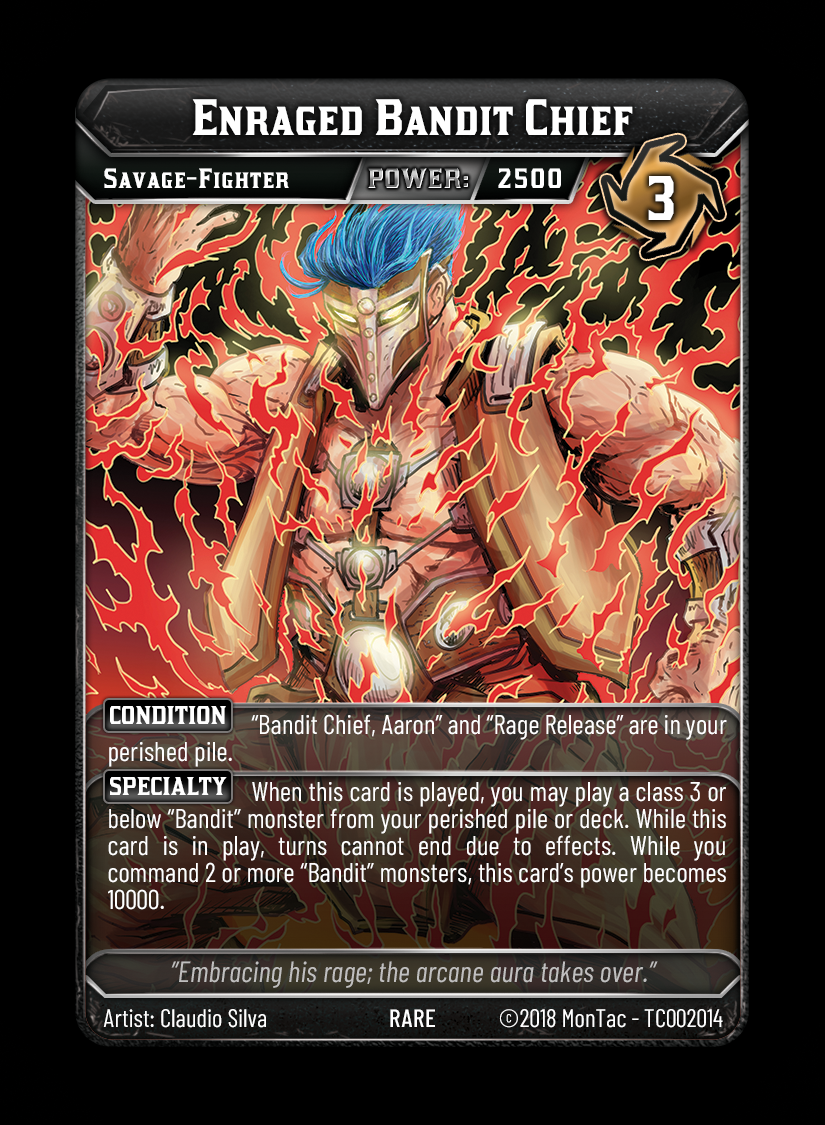 Enraged Bandit Chief
Savage-Fighter POWER: 2500
3
CONDITION "Bandit Chief, Aaron" and "Rage Release" are in your
perished pile.
SPECIALTY When this card is played, you may play a class 3 or
below "Bandit" monster from your perished pile or deck. While this
card is in play, turns cannot end due to effects. While you
command 2 or more "Bandit" monsters, this card's power becomes
10000.
"Embracing his rage; the arcane aura takes over."
Artist: Claudio Silva RARE ©2018 MonTac - TC002014